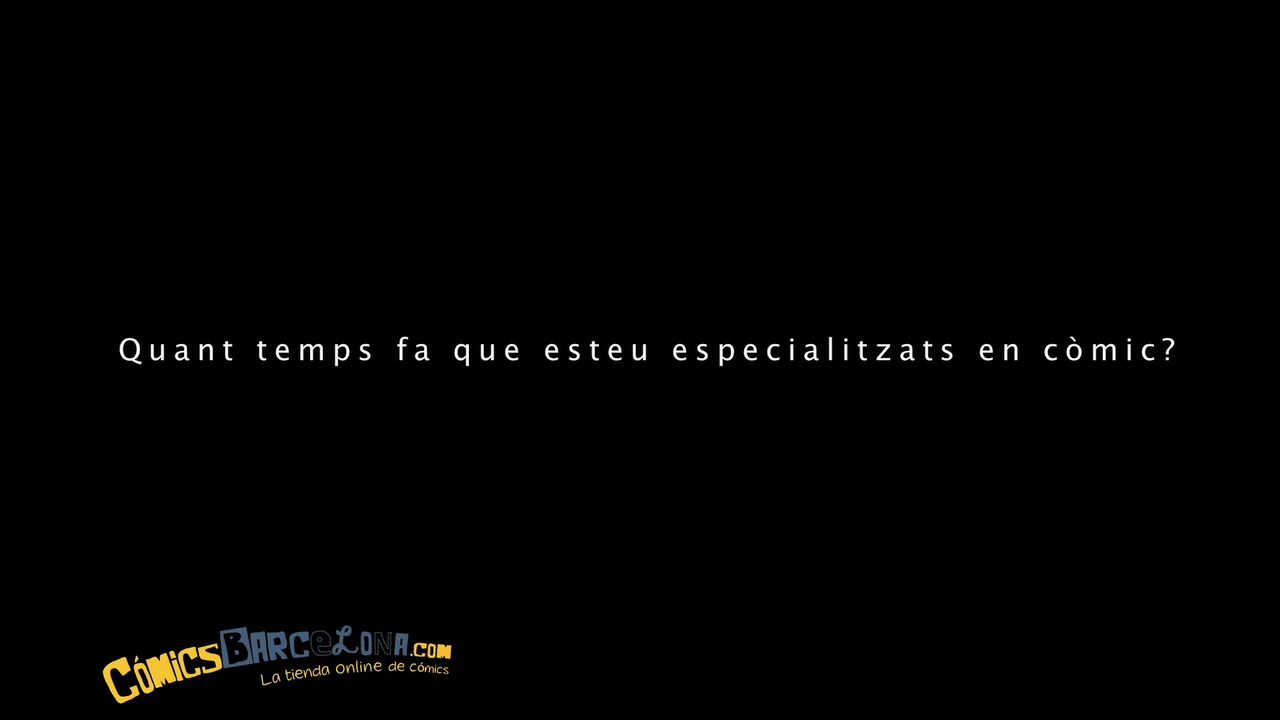 Quant temps fa que esteu especialitzats en còmic?
CómicsBarcelona.com
La tienda online de cómics